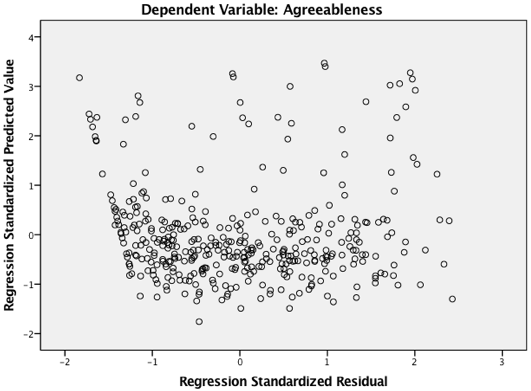 Dependent Variable: Agreeableness
Regression Standardized Predicted Value
4
3
2
1
0
-1
-2
-2 -1 0 1 2 3
Regression Standardized Residual